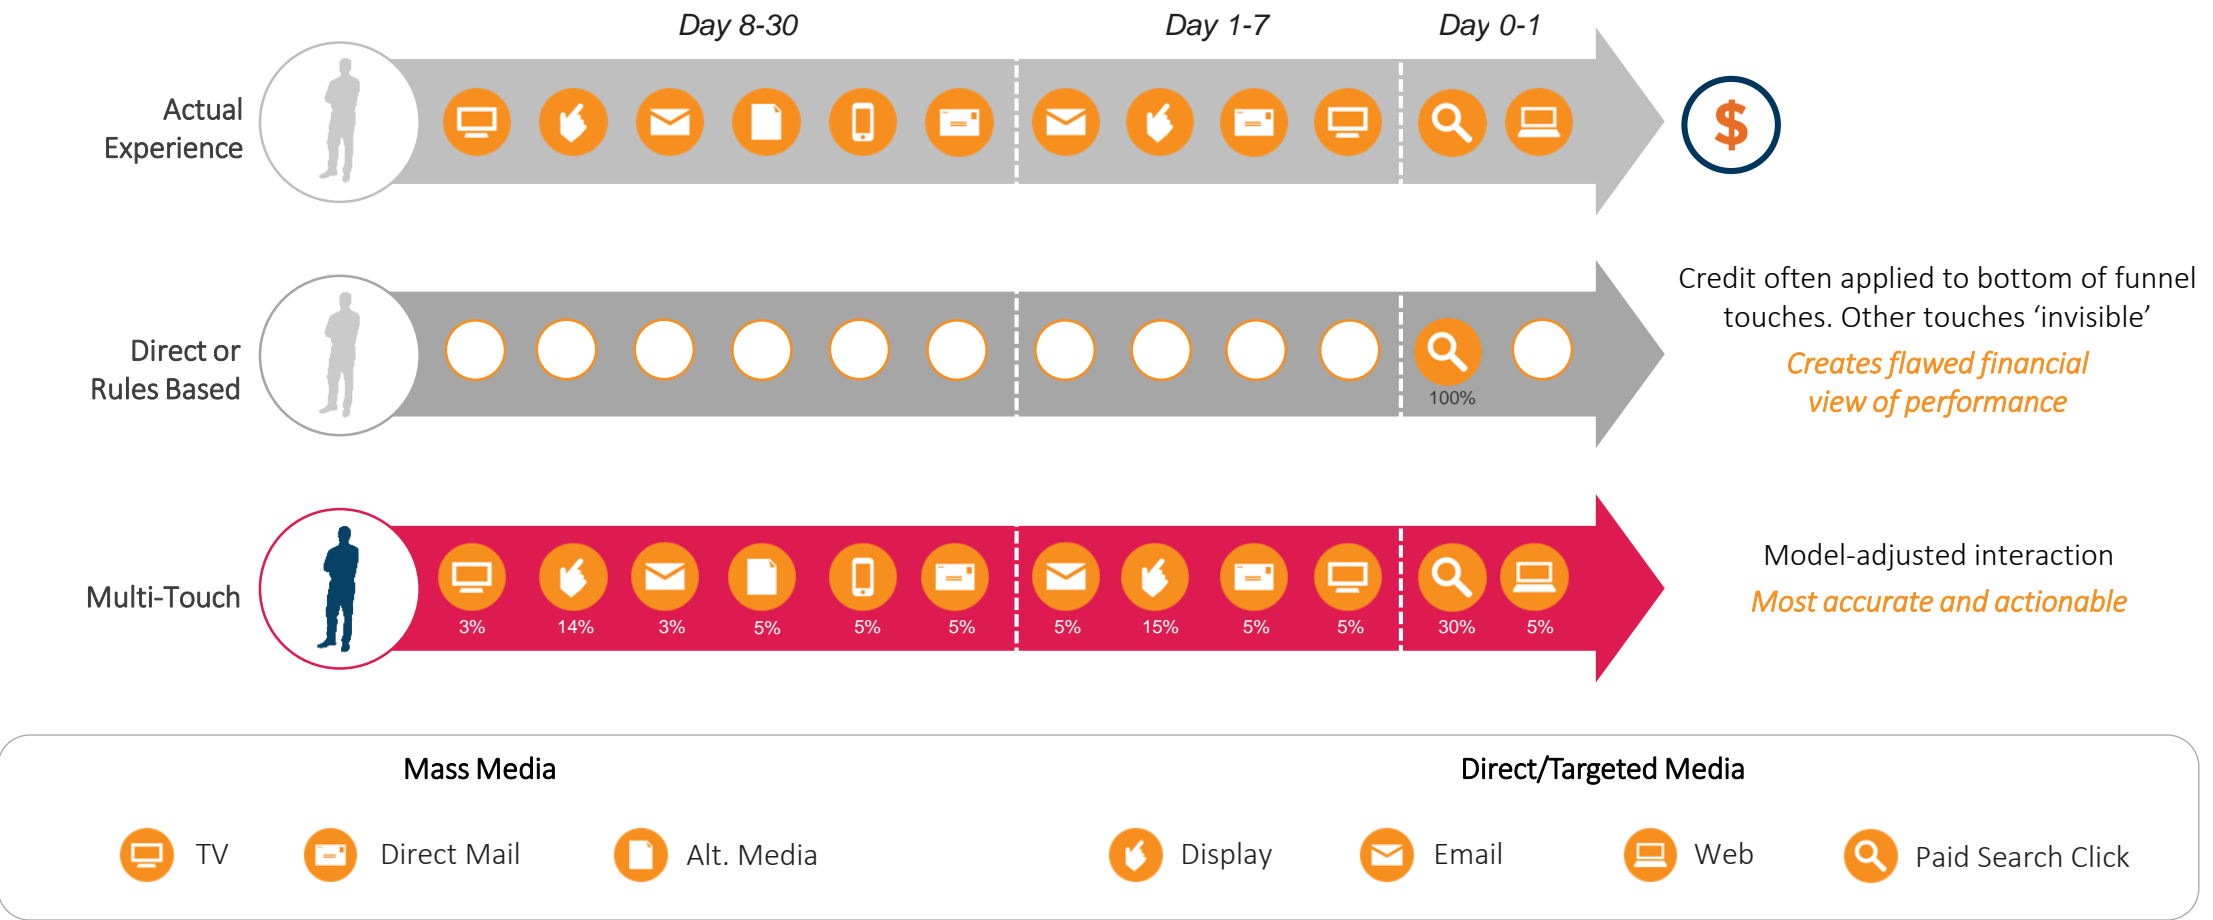 Day 8-30
Day 1-7
Day 0-1
Actual
Experience
$
Direct or
Rules Based
100%
Credit often applied to bottom of funnel
touches. Other touches ‘invisible’
Creates flawed financial
view of performance
Multi-Touch
3% 14% 3% 5% 5% 5% 5% 15% 5% 5% 30% 5%
Model-adjusted interaction
Most accurate and actionable
Mass Media
Direct/Targeted Media
TV Direct Mail Alt. Media Display Email Web Paid Search Click